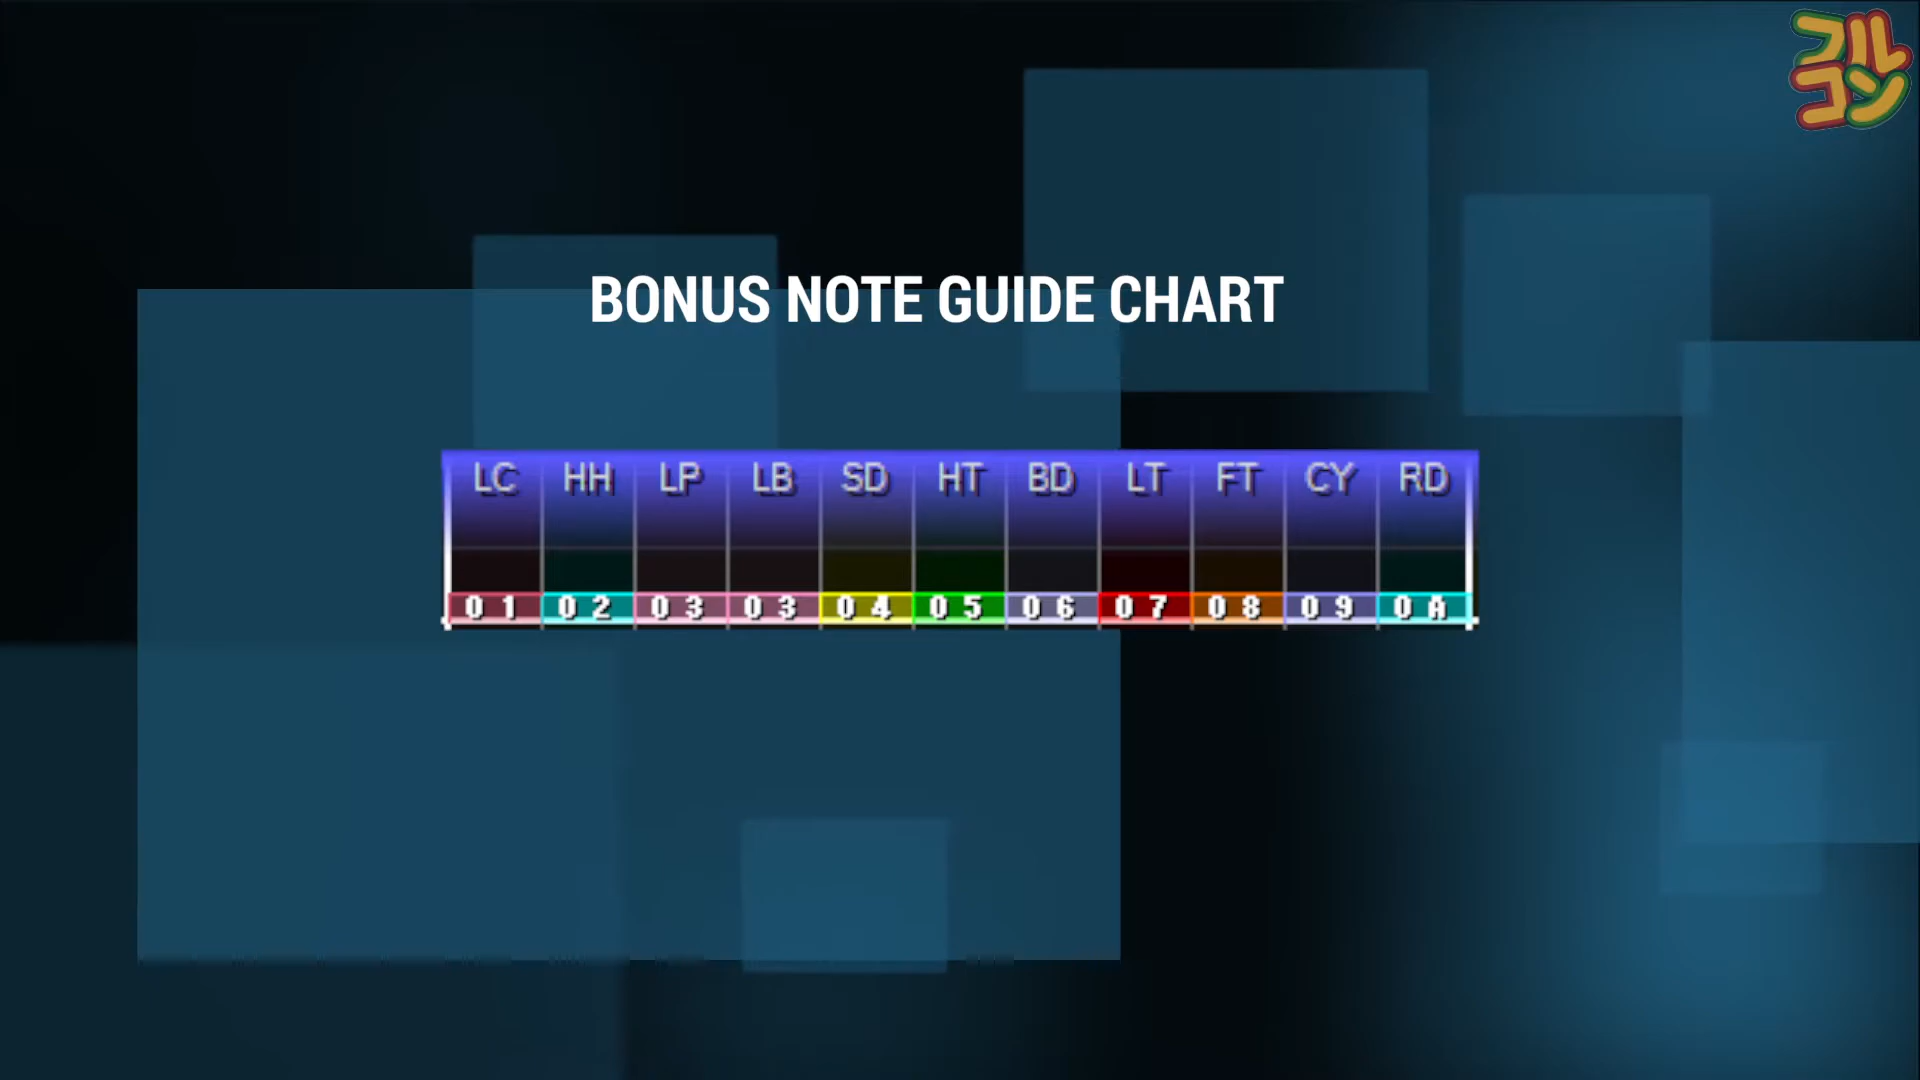 フル
コン
BONUS NOTE GUIDE CHART
LC HH LP LB SD HT BD LT FT CY RD
01 02 03 03 04 05 06 07 08 09 0A